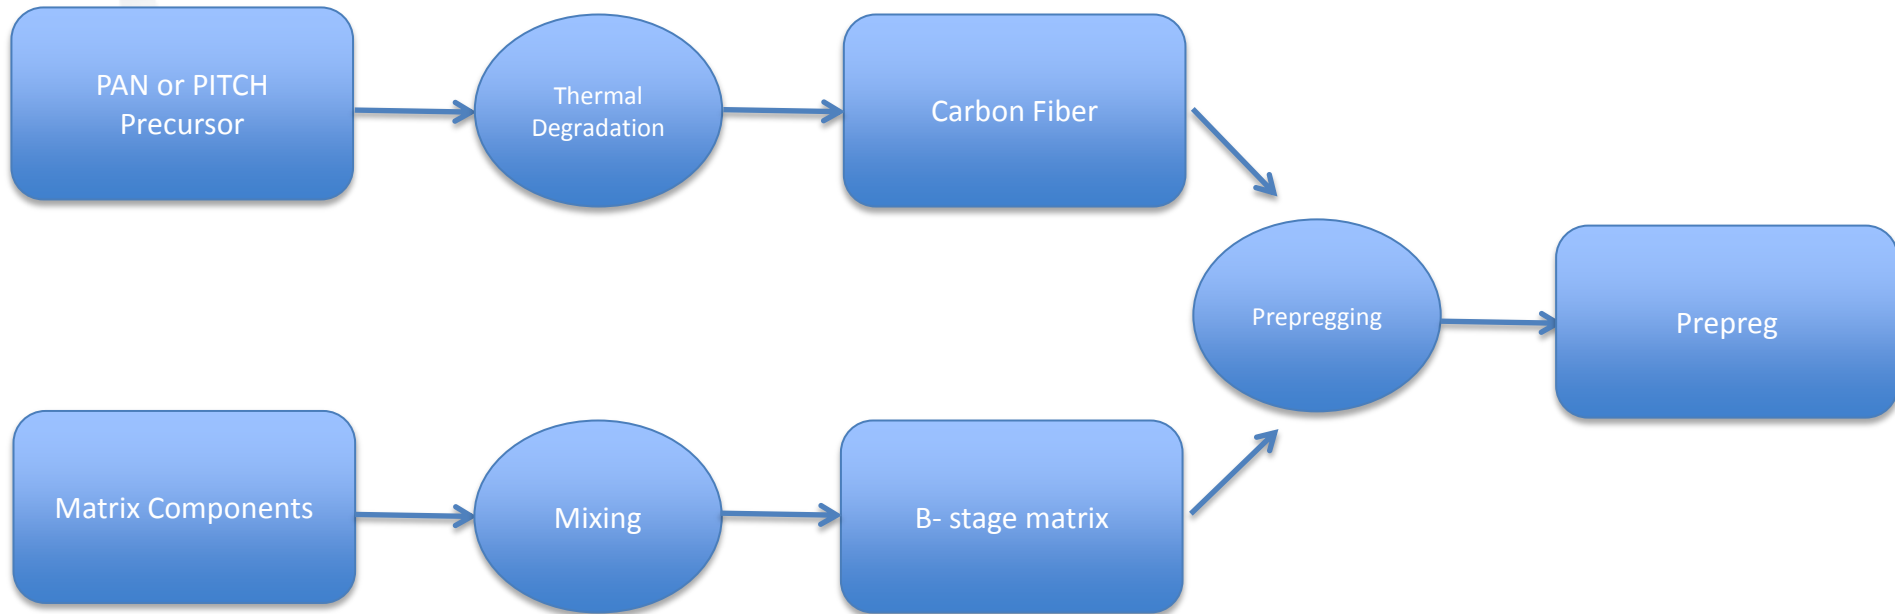 PAN or PITCH
Precursor
Thermal
Degradation
Carbon Fiber
Prepregging
Prepreg
Matrix Components
Mixing
B- stage matrix